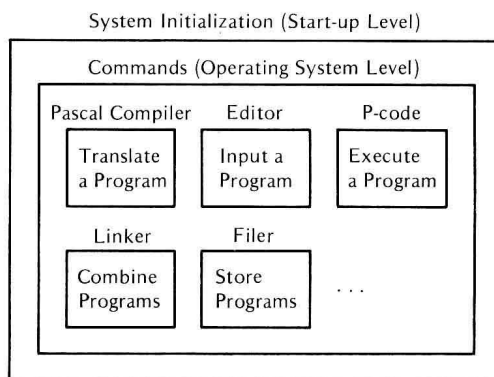 System Initialization (Start-up Level)
Commands (Operating System Level)
Pascal Compiler
Editor
P-code
Translate
a Program
Input a
Program
Execute
a Program
Linker
Filer
Combine
Programs
Store
Programs
...